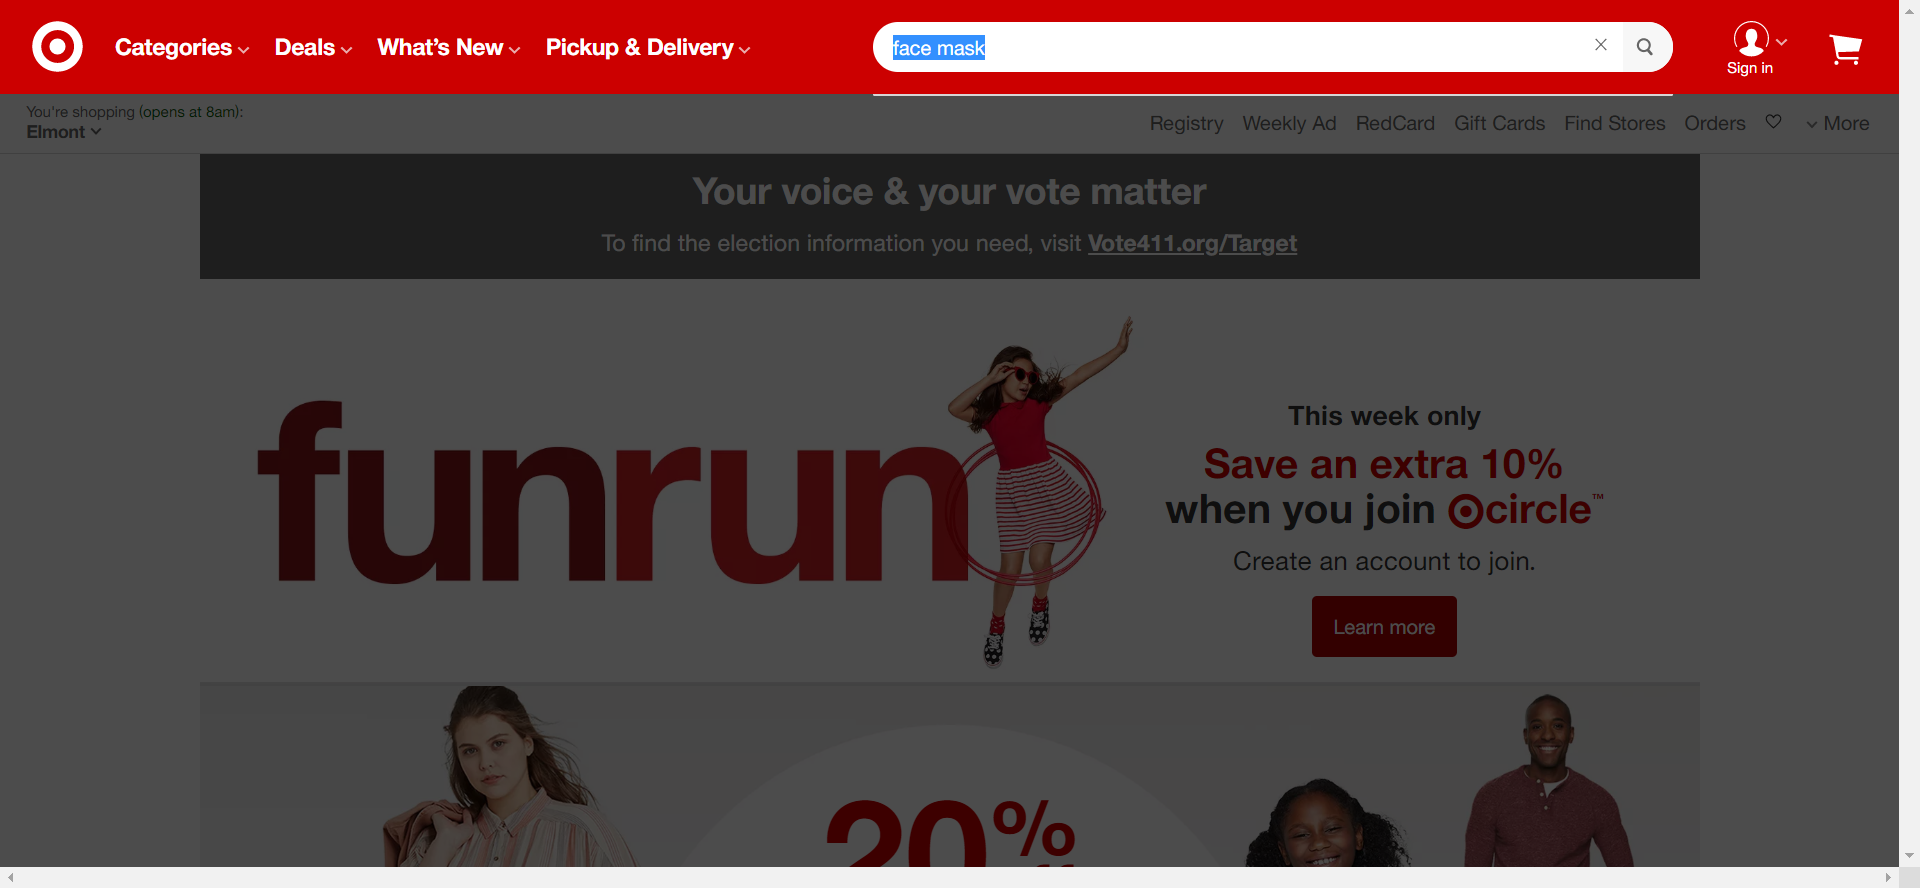 Categories Deals What's New Pickup & Delivery
face mask
Sign in
You're shopping (opens at 8am):
Elmont
Registry Weekly Ad RedCard Gift Cards Find Stores Orders More
Your voice & your vote matter
To find the election information you need, visit Vote411.org/Target
funrun
This week only
Save an extra 10%
when you join circle™
Create an account to join.
Learn more
20%